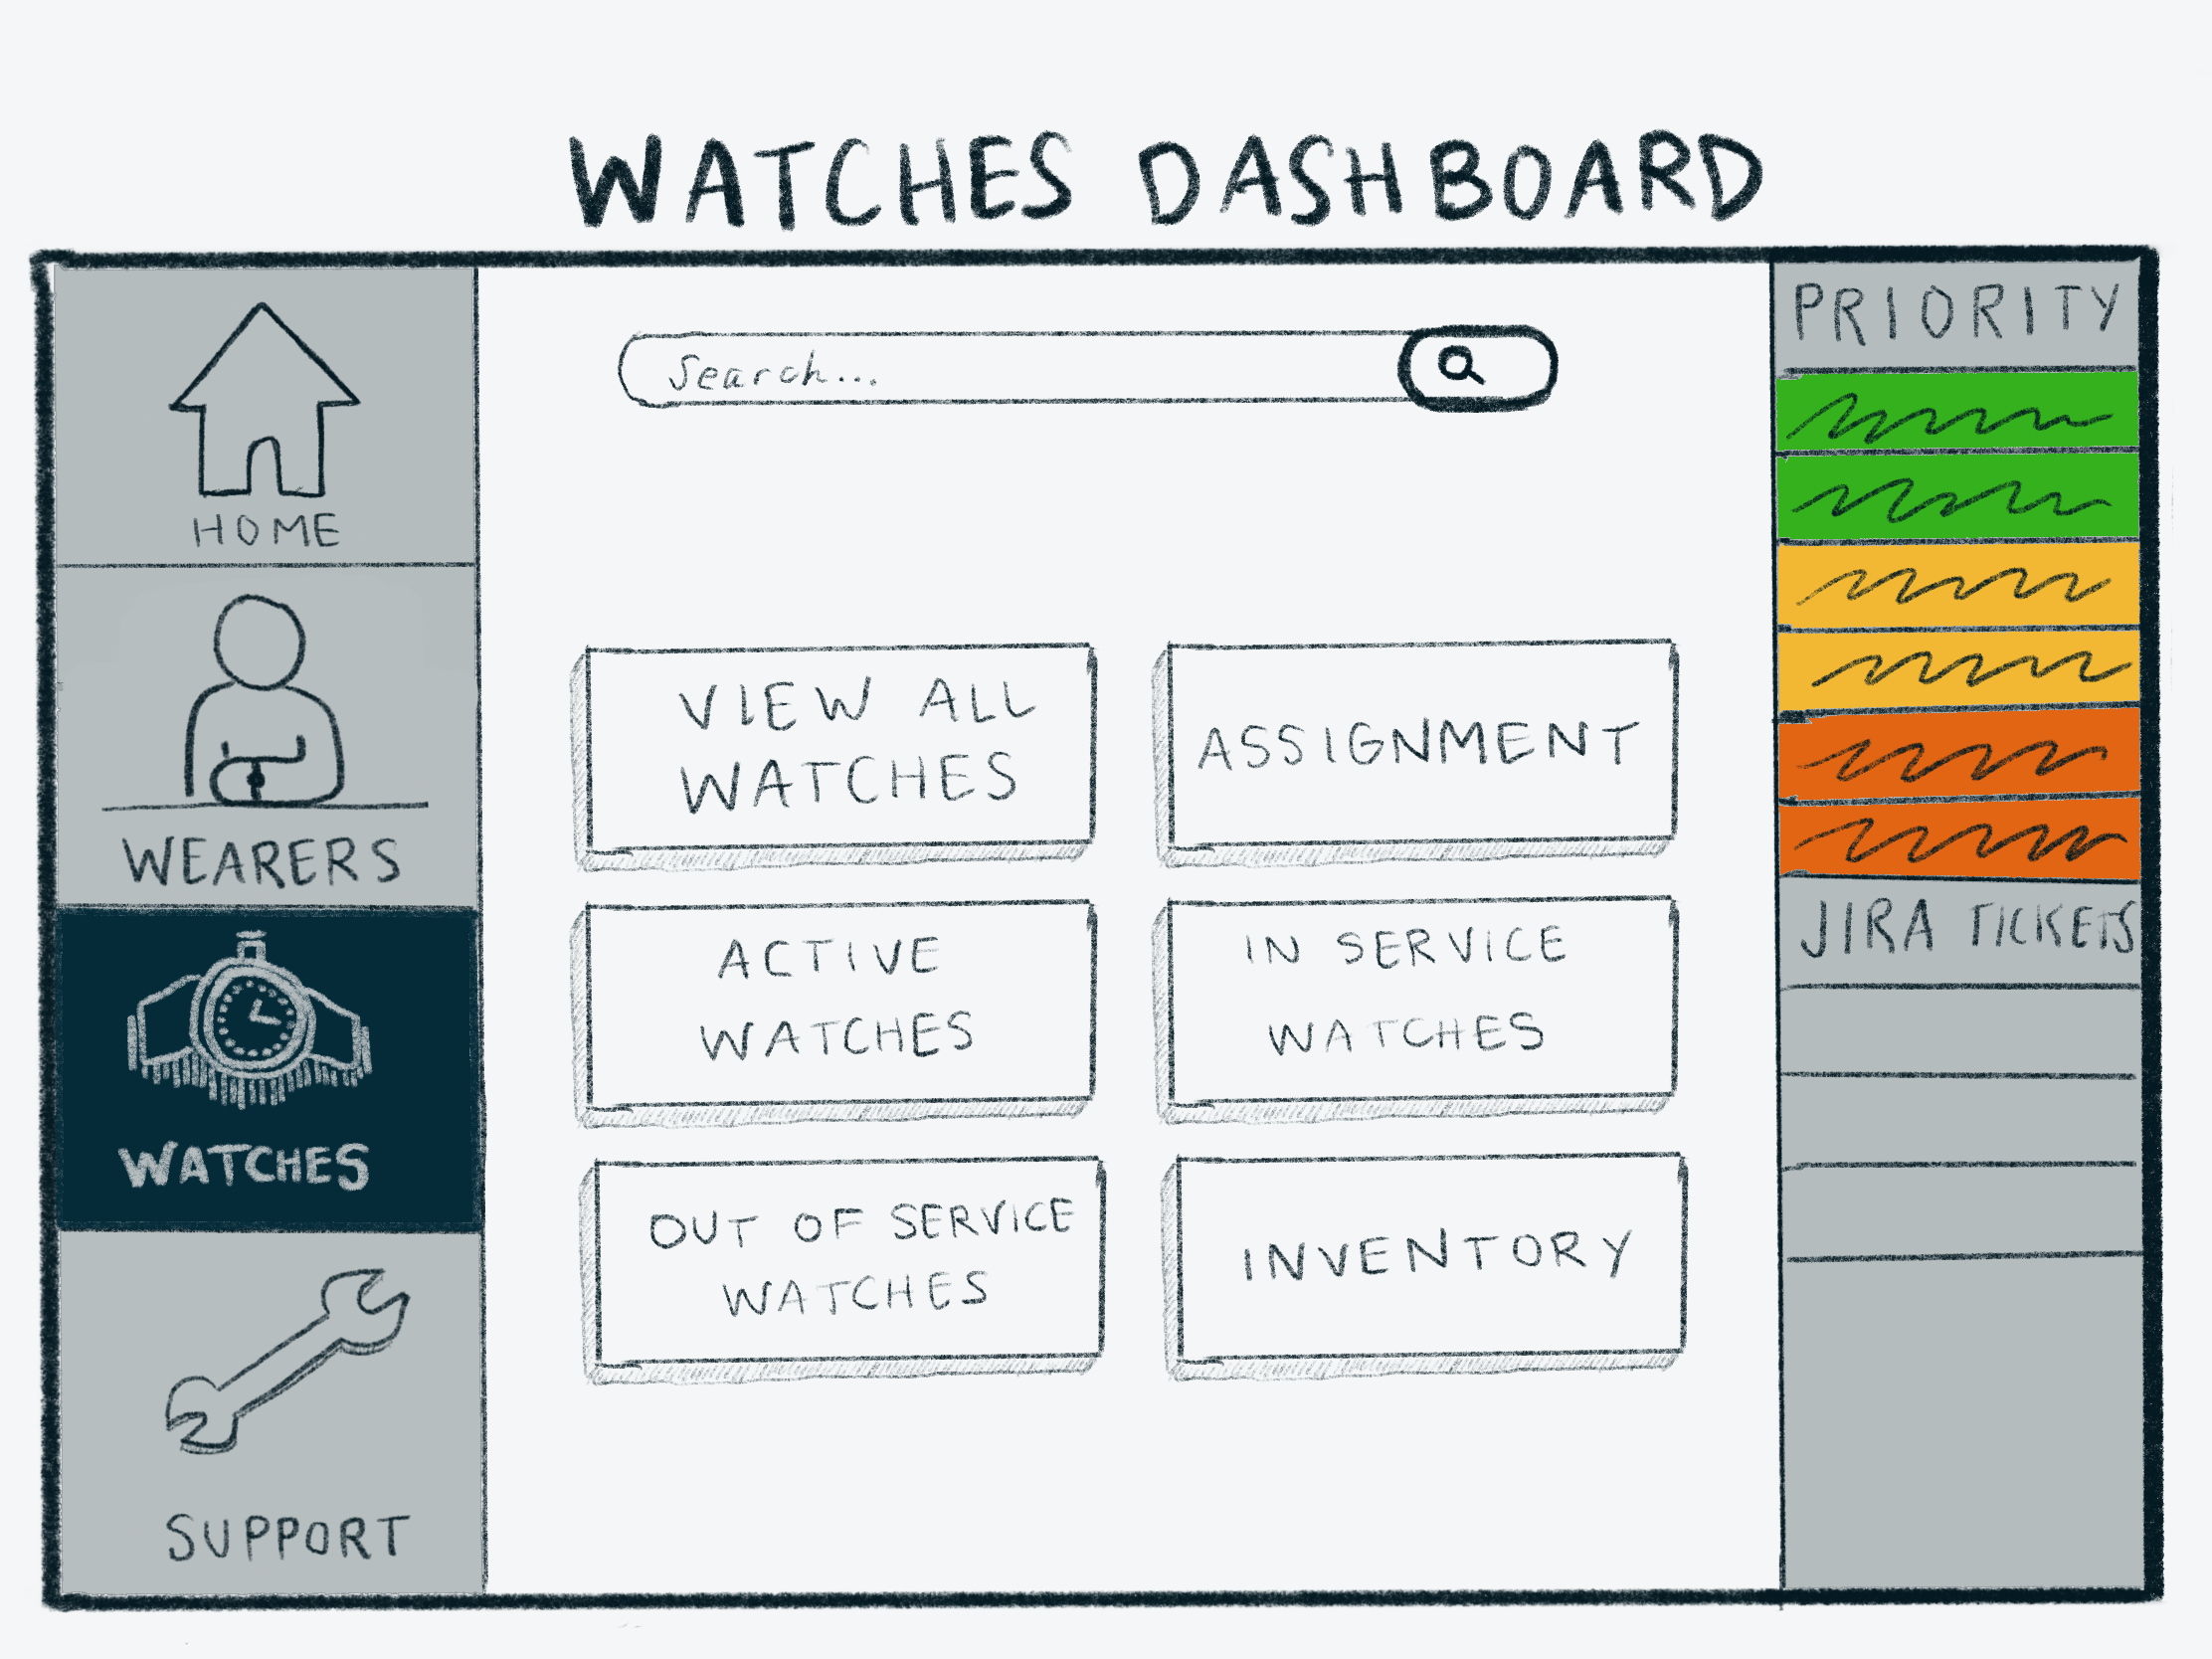 WATCHES DASHBOARD
HOME
WEARERS
WATCHES
SUPPORT
Search...
VIEW ALL
WATCHES
ASSIGNMENT
ACTIVE
WATCHES
IN SERVICE
WATCHES
OUT OF SERVICE
WATCHES
INVENTORY
PRIORITY
JIRA TICKETS